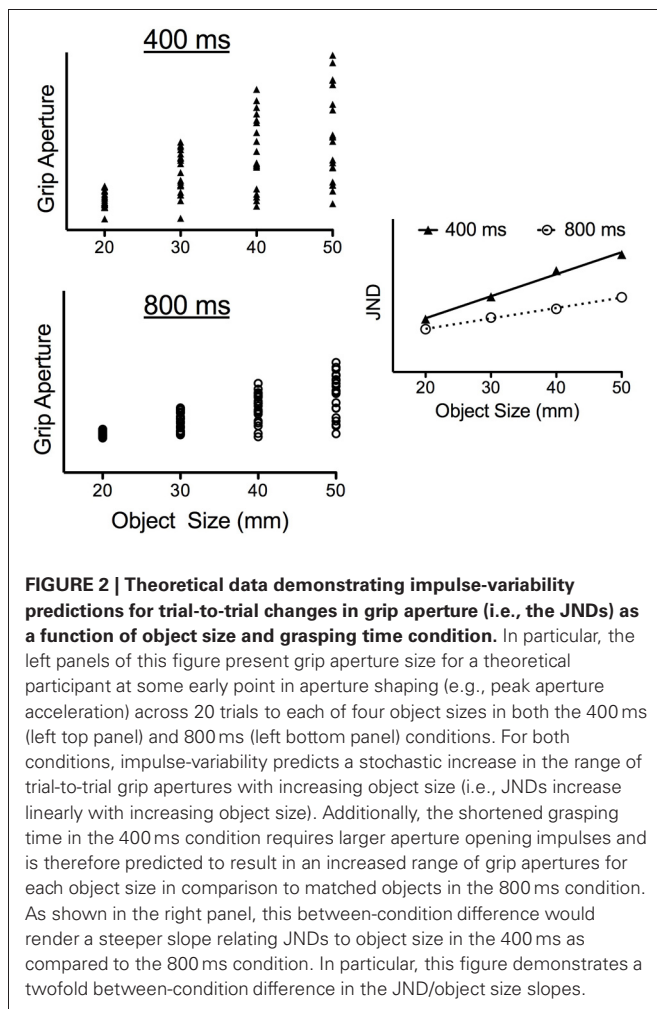 400 ms
Grip Aperture
20 30 40 50
800 ms
Grip Aperture
20 30 40 50
Object Size (mm)
400 ms 800 ms
JND
20 30 40 50
Object Size (mm)
FIGURE 2 | Theoretical data demonstrating impulse-variability
predictions for trial-to-trial changes in grip aperture (i.e., the JNDs) as
a function of object size and grasping time condition. In particular, the
left panels of this figure present grip aperture size for a theoretical
participant at some early point in aperture shaping (e.g., peak aperture
acceleration) across 20 trials to each of four object sizes in both the 400 ms
(left top panel) and 800 ms (left bottom panel) conditions. For both
conditions, impulse-variability predicts a stochastic increase in the range of
trial-to-trial grip apertures with increasing object size (i.e., JNDs increase
linearly with increasing object size). Additionally, the shortened grasping
time in the 400 ms condition requires larger aperture opening impulses and
is therefore predicted to result in an increased range of grip apertures for
each object size in comparison to matched objects in the 800 ms condition.
As shown in the right panel, this between-condition difference would
render a steeper slope relating JNDs to object size in the 400 ms as
compared to the 800 ms condition. In particular, this figure demonstrates a
twofold between-condition difference in the JND/object size slopes.